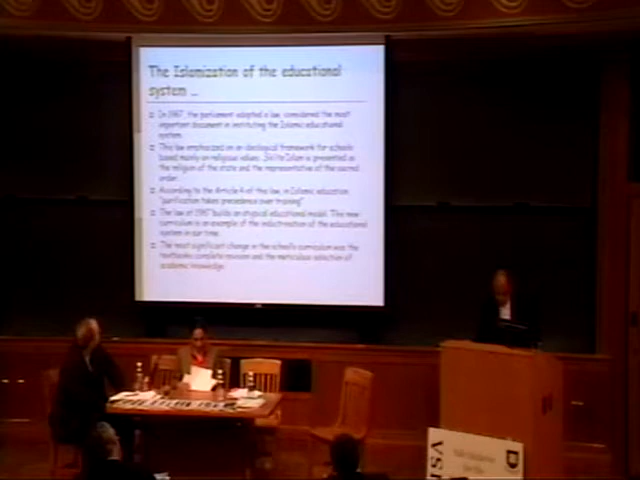 The Islamization of the educational
system …
In 1987, the parliament adopted a law, considered the most
important document in instituting the Islamic educational
system.
This law emphasized on an ideological framework for schools
based mainly on religious values. Shi'ite Islam is presented as
the religion of the state and the representative of the sacred
order.
According to the Article 4 of the law, in Islamic education
"purification takes precedence over training"
The law of 1987 builds an atypical educational model. This new
curriculum is an example of the indoctrination of the educational
system in our time.
The most significant change in the school's curriculum was the
textbooks complete revision and the meticulous selection of
academic knowledge.